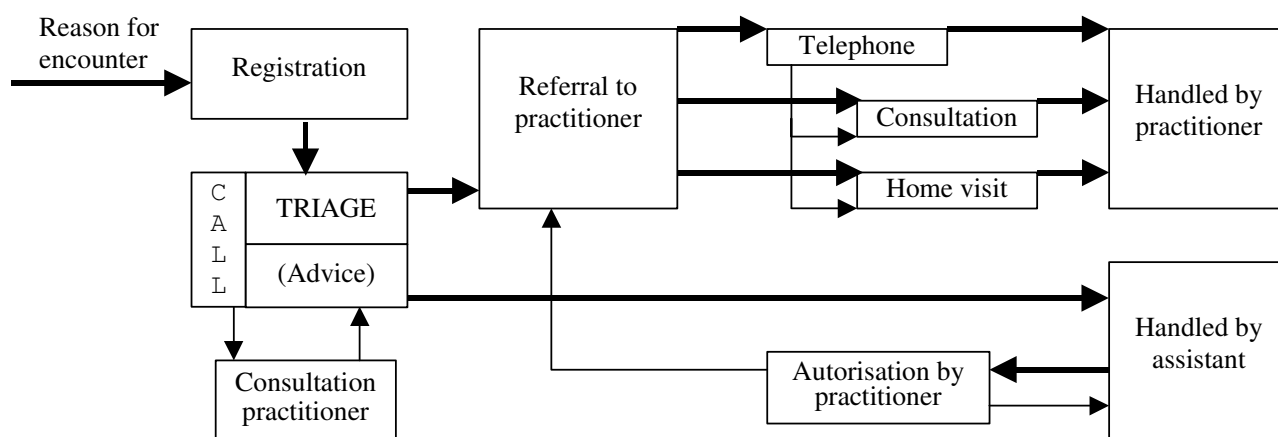 Reason for
encounter
Registration
Referral to
practitioner
Telephone
Consultation
Home visit
Handled by
practitioner
C
A
L
L
TRIAGE
(Advice)
Consultation
practitioner
Autorisation by
practitioner
Handled by
assistant